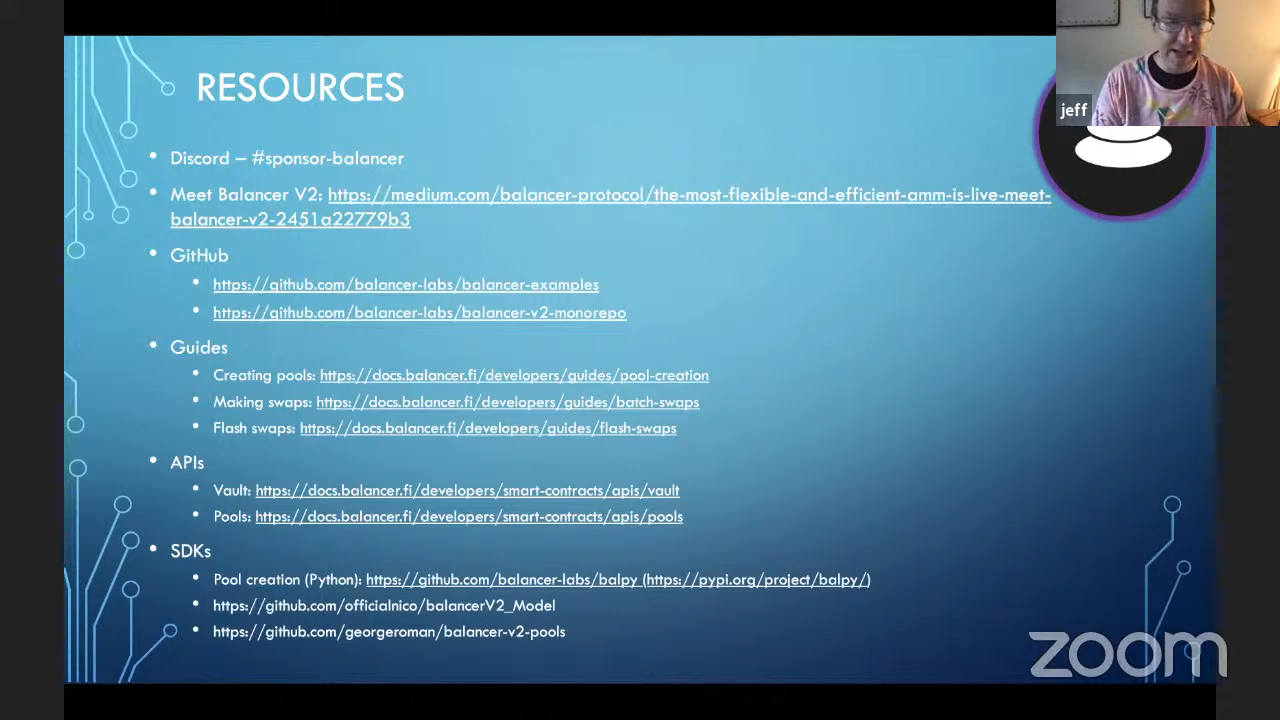 RESOURCES
jeff
• Discord – #sponsor-balancer
• Meet Balancer V2: https://medium.com/balancer-protocol/the-most-flexible-and-efficient-amm-is-live-meet-
balancer-v2-2451a22779b3
• GitHub
• https://github.com/balancer-labs/balancer-examples
• https://github.com/balancer-labs/balancer-v2-monorepo
• Guides
• Creating pools: https://docs.balancer.fi/developers/guides/pool-creation
• Making swaps: https://docs.balancer.fi/developers/guides/batch-swaps
• Flash swaps: https://docs.balancer.fi/developers/guides/flash-swaps
• APIs
• Vault: https://docs.balancer.fi/developers/smart-contracts/apis/vault
• Pools: https://docs.balancer.fi/developers/smart-contracts/apis/pools
• SDKs
• Pool creation (Python): https://github.com/balancer-labs/balpy (https://pypi.org/project/balpy/)
• https://github.com/officialnico/balancerV2_Model
• https://github.com/georgeroman/balancer-v2-pools
zoom